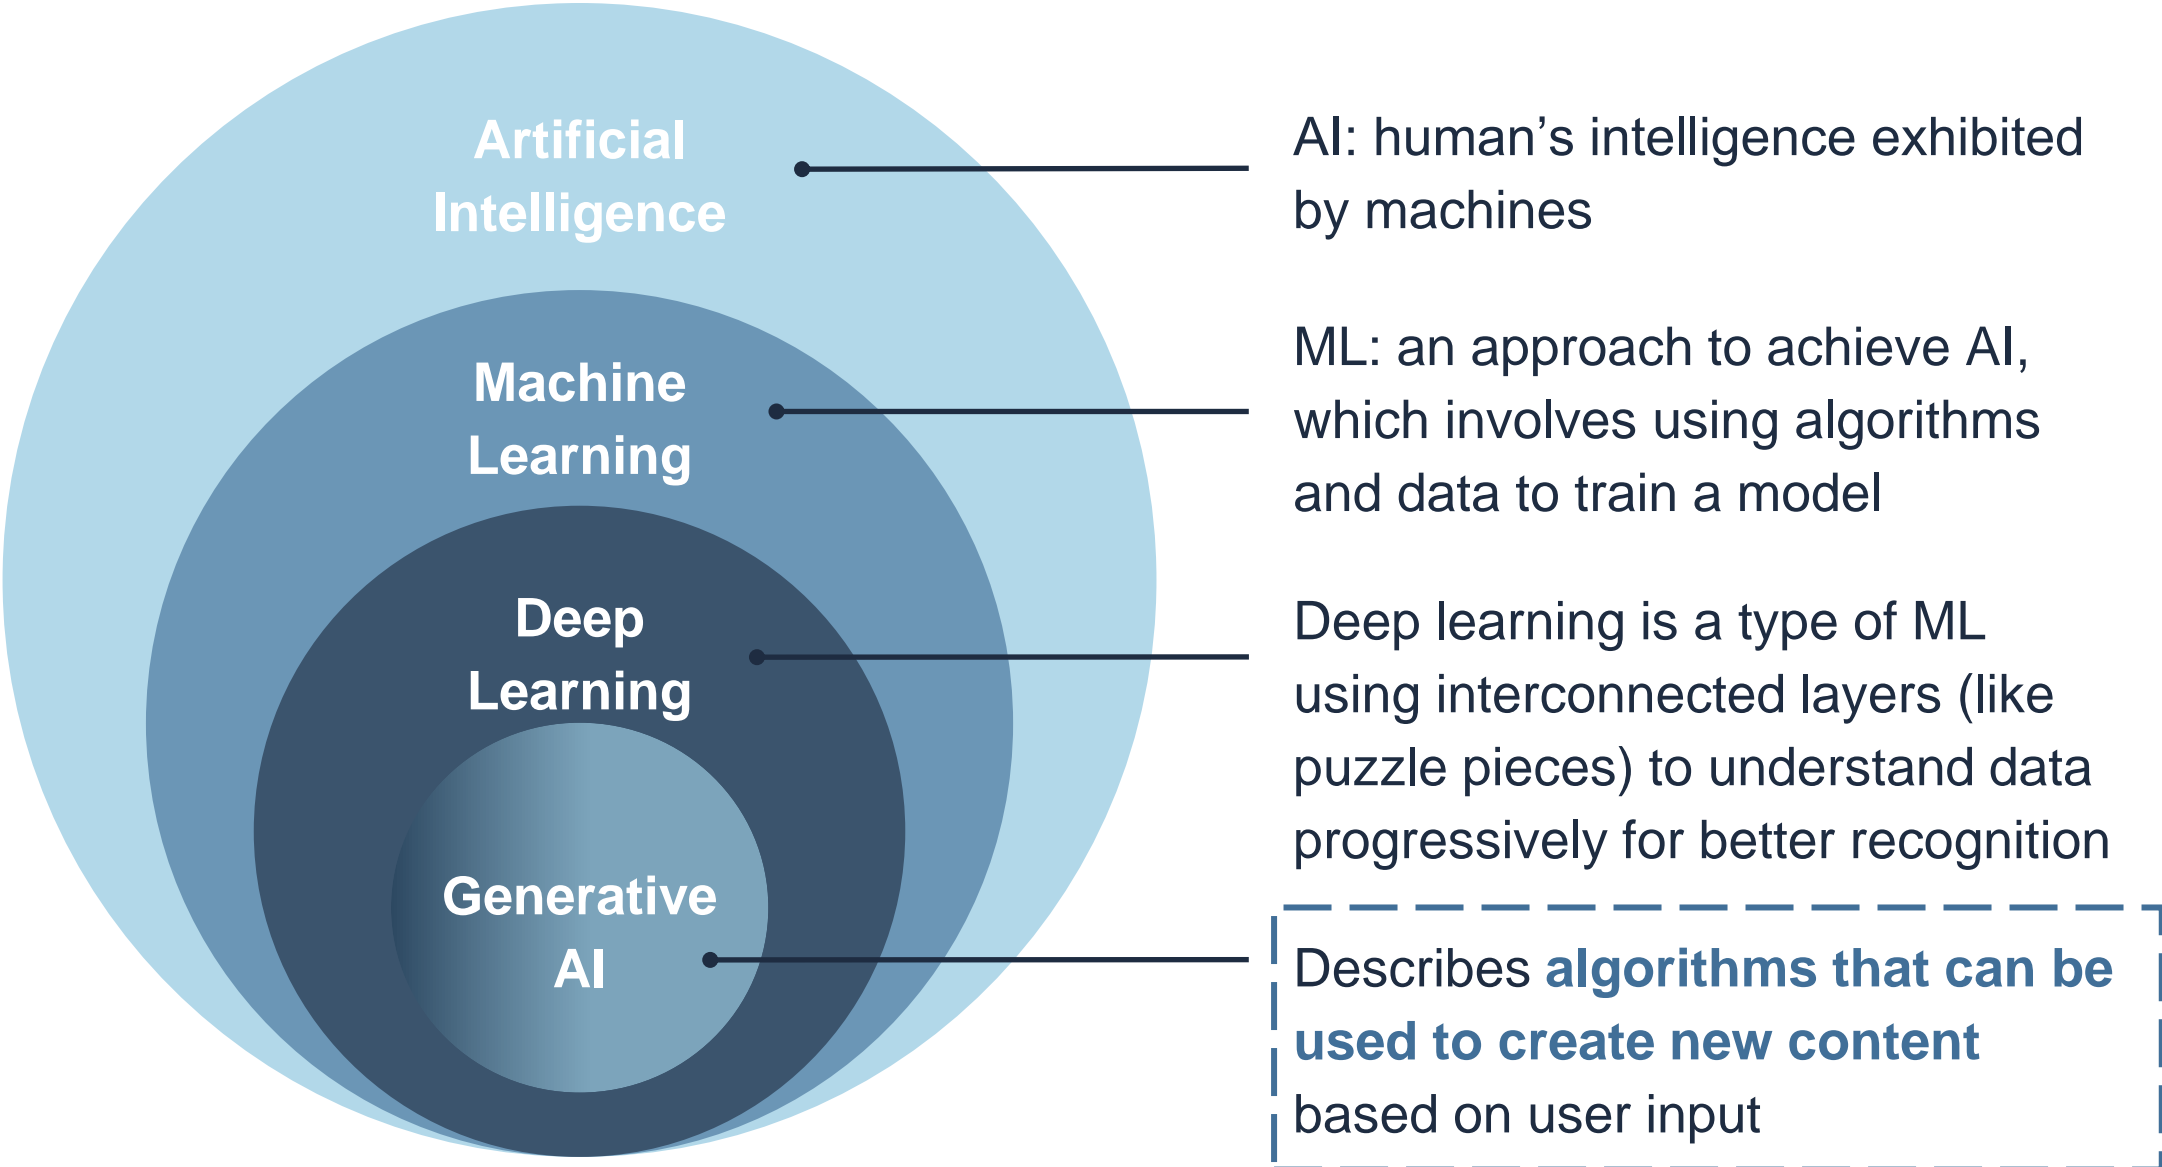 Artificial
Intelligence
AI: human’s intelligence exhibited
by machines
Machine
Learning
ML: an approach to achieve AI,
which involves using algorithms
and data to train a model
Deep
Learning
Deep learning is a type of ML
using interconnected layers (like
puzzle pieces) to understand data
progressively for better recognition
Generative
AI
Describes algorithms that can be
used to create new content
based on user input